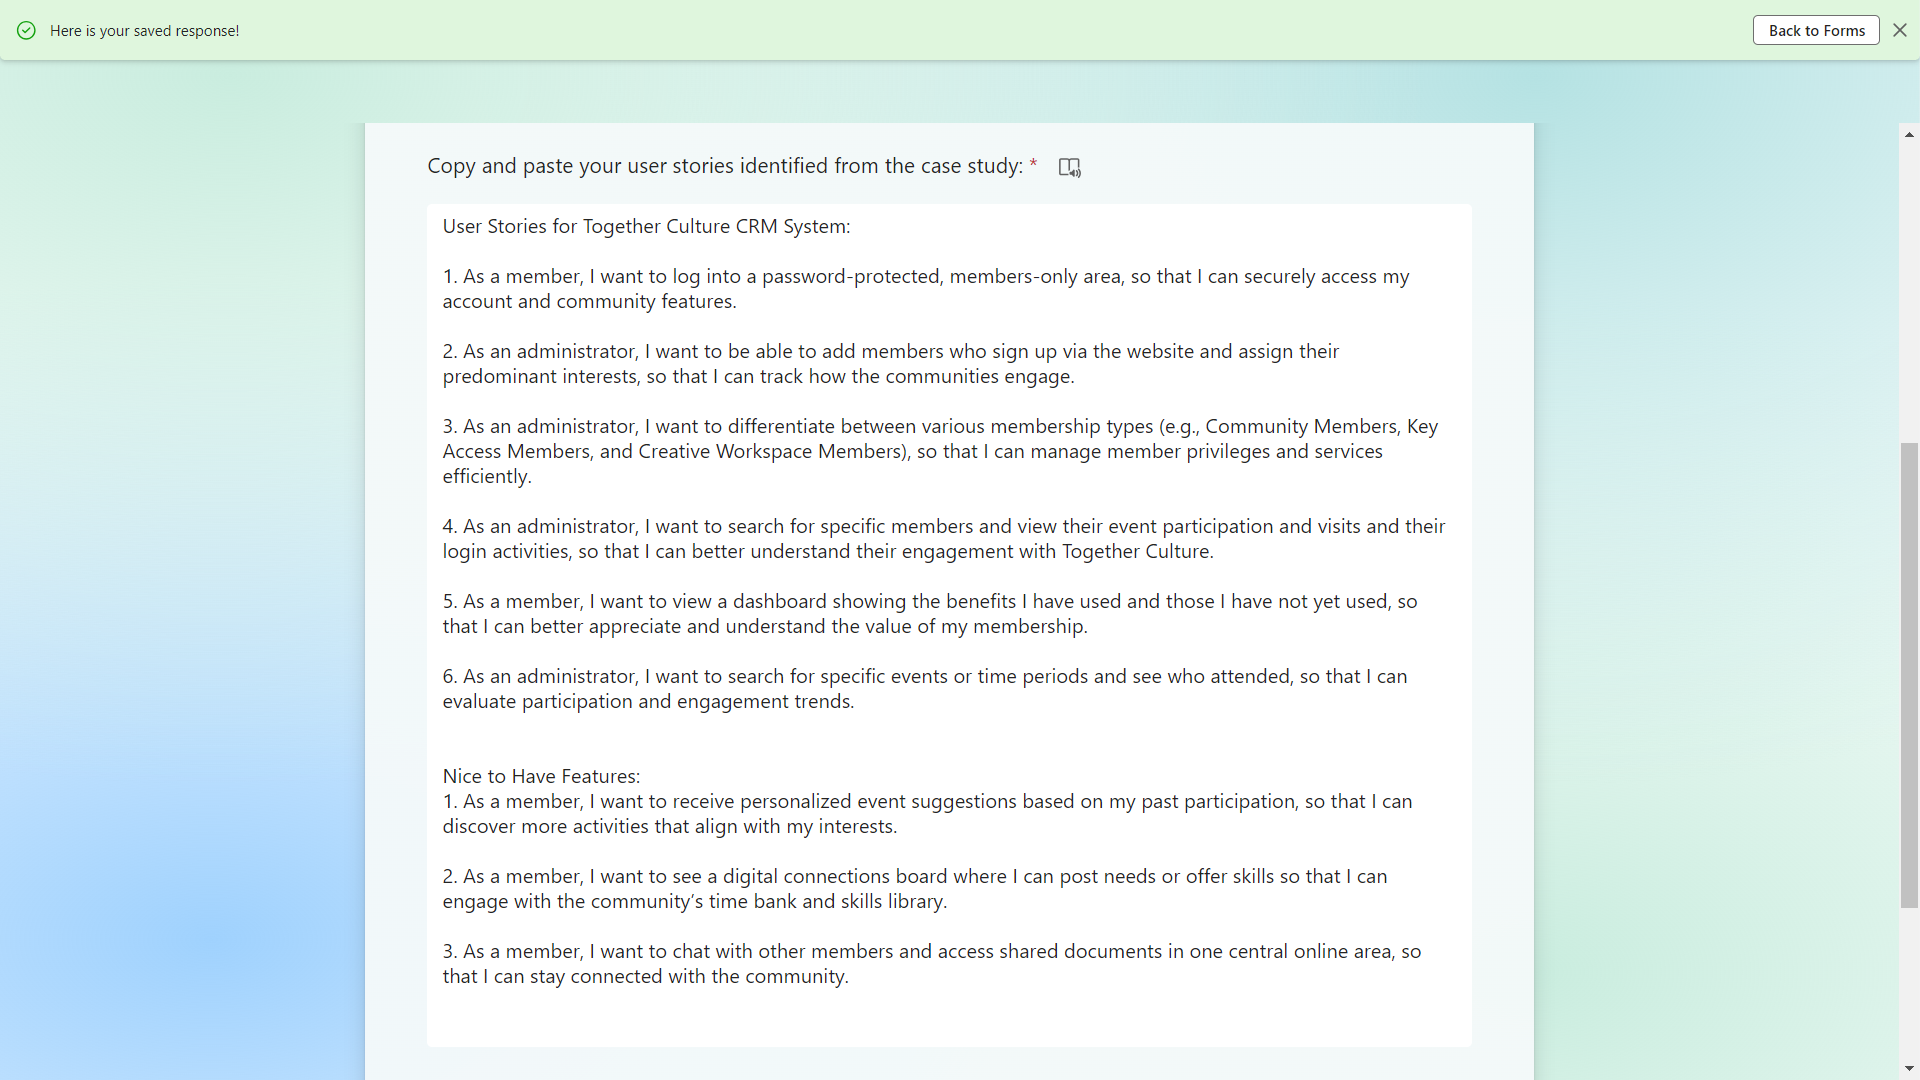 Here is your saved response!
Back to Forms
Copy and paste your user stories identified from the case study: *
User Stories for Together Culture CRM System:
1. As a member, I want to log into a password-protected, members-only area, so that I can securely access my
account and community features.
2. As an administrator, I want to be able to add members who sign up via the website and assign their
predominant interests, so that I can track how the communities engage.
3. As an administrator, I want to differentiate between various membership types (e.g., Community Members, Key
Access Members, and Creative Workspace Members), so that I can manage member privileges and services
efficiently.
4. As an administrator, I want to search for specific members and view their event participation and visits and their
login activities, so that I can better understand their engagement with Together Culture.
5. As a member, I want to view a dashboard showing the benefits I have used and those I have not yet used, so
that I can better appreciate and understand the value of my membership.
6. As an administrator, I want to search for specific events or time periods and see who attended, so that I can
evaluate participation and engagement trends.
Nice to Have Features:
1. As a member, I want to receive personalized event suggestions based on my past participation, so that I can
discover more activities that align with my interests.
2. As a member, I want to see a digital connections board where I can post needs or offer skills so that I can
engage with the community’s time bank and skills library.
3. As a member, I want to chat with other members and access shared documents in one central online area, so
that I can stay connected with the community.